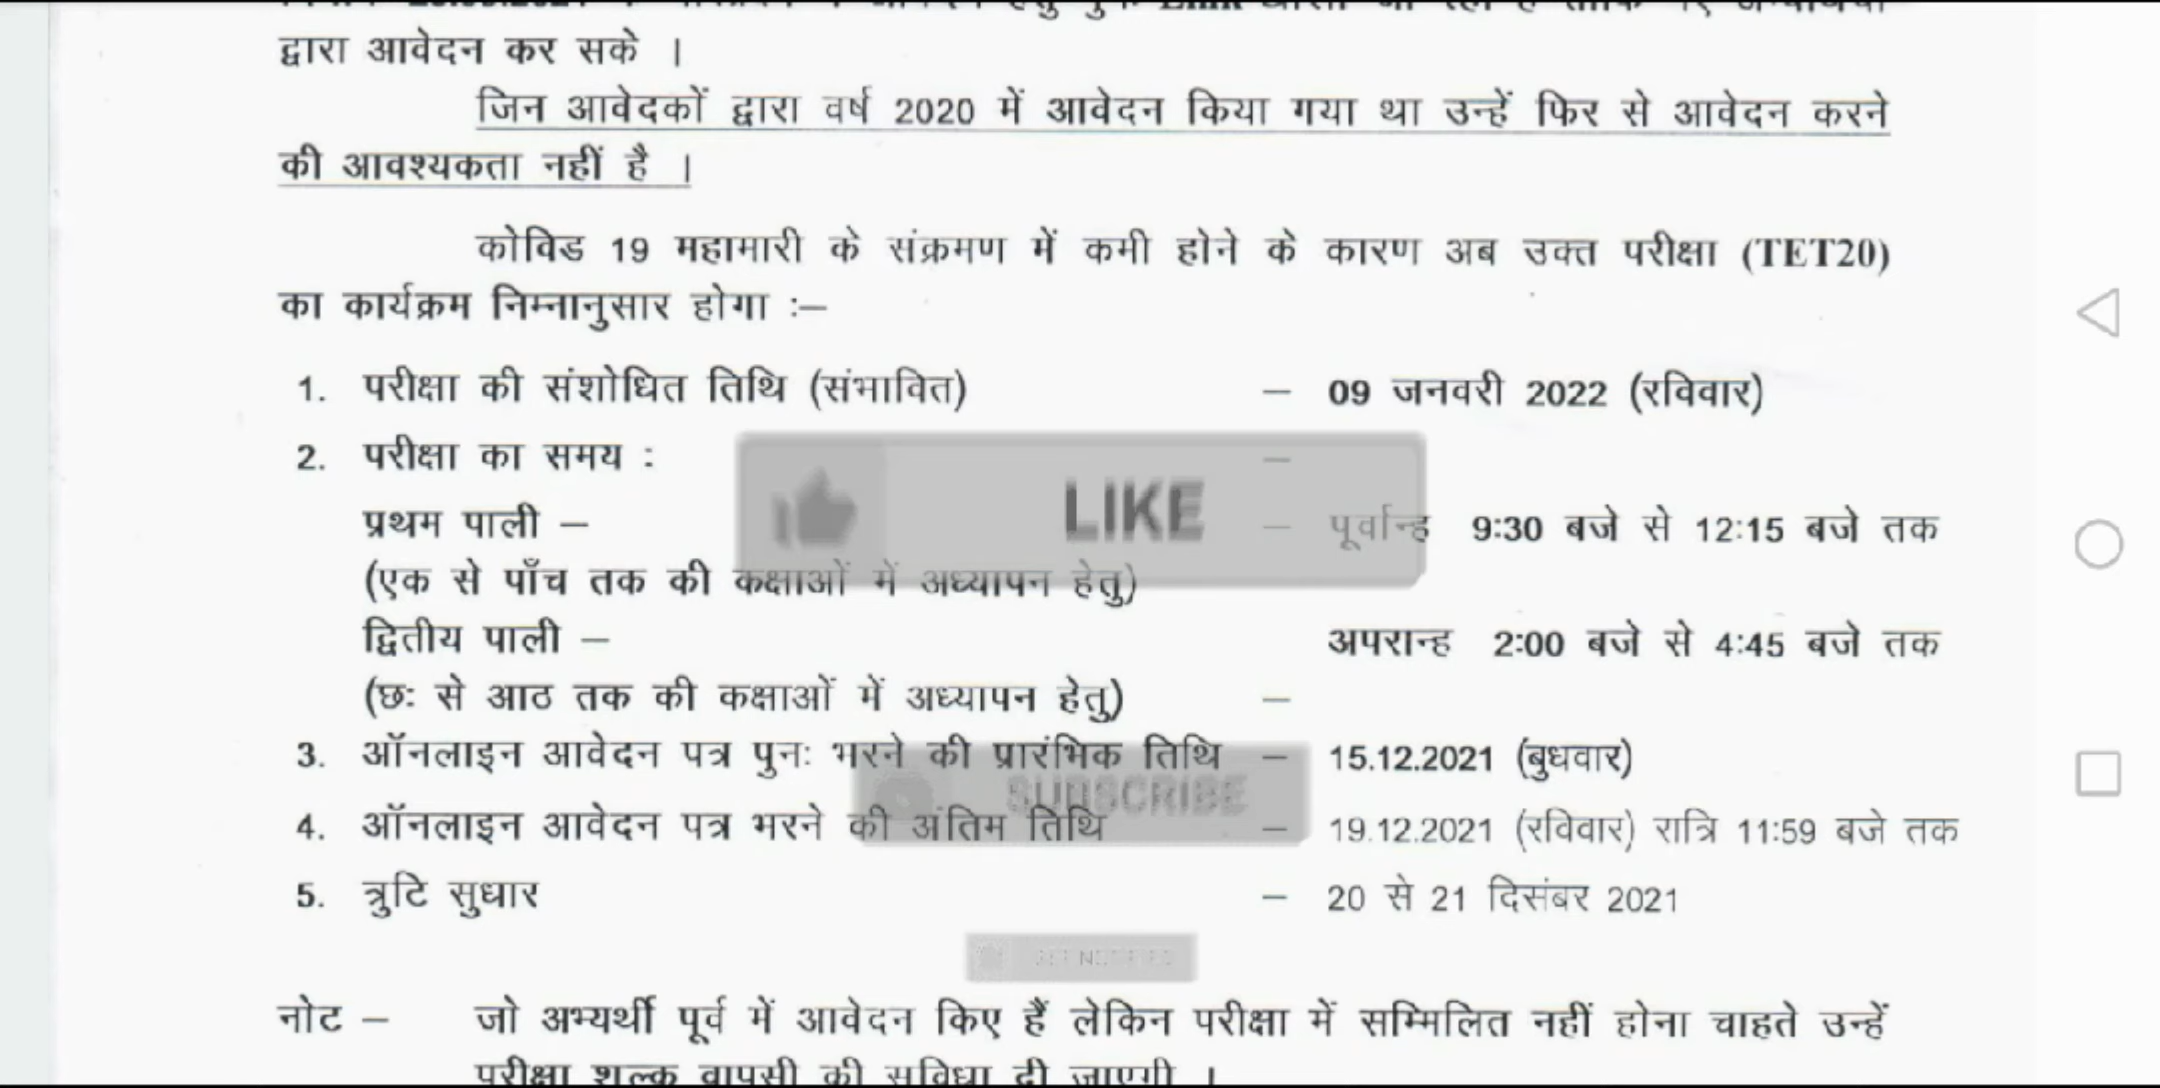 द्वारा आवेदन कर सके ।
जिन आवेदकों द्वारा वर्ष 2020 में आवेदन किया गया था उन्हें फिर से आवेदन करने
की आवश्यकता नहीं है ।
कोविड 19 महामारी के संक्रमण में कमी होने के कारण अब उक्त परीक्षा (TET20)
का कार्यक्रम निम्नानुसार होगा :–
1. परीक्षा की संशोधित तिथि (संभावित) – 09 जनवरी 2022 (रविवार)
2. परीक्षा का समय : –
LIKE
प्रथम पाली – – पूर्वान्ह 9:30 बजे से 12:15 बजे तक
(एक से पाँच तक की कक्षाओं में अध्यापन हेतु)
द्वितीय पाली – अपरान्ह 2:00 बजे से 4:45 बजे तक
(छः से आठ तक की कक्षाओं में अध्यापन हेतु) –
3. ऑनलाइन आवेदन पत्र पुनः भरने की प्रारंभिक तिथि – 15.12.2021 (बुधवार)
SUBSCRIBE
4. ऑनलाइन आवेदन पत्र भरने की अंतिम तिथि – 19.12.2021 (रविवार) रात्रि 11:59 बजे तक
5. त्रुटि सुधार – 20 से 21 दिसंबर 2021
नोट – जो अभ्यर्थी पूर्व में आवेदन किए हैं लेकिन परीक्षा में सम्मिलित नहीं होना चाहते उन्हें
परीक्षा शुल्क वापसी की सुविधा दी जाएगी ।